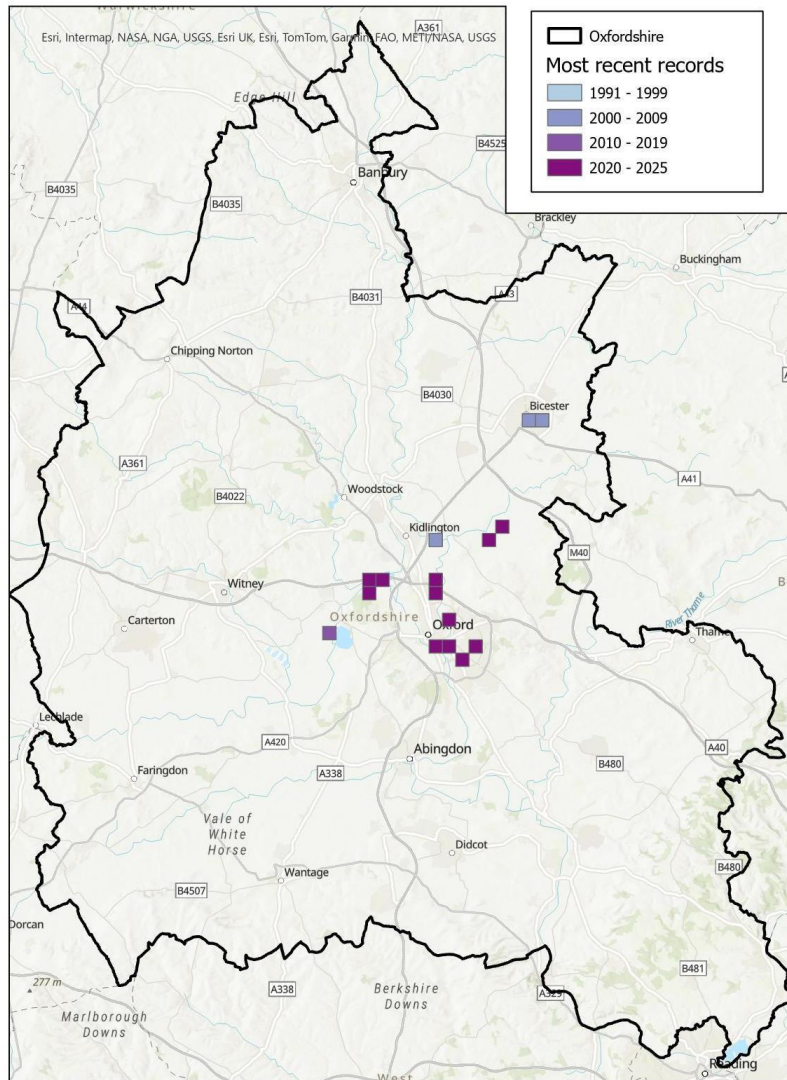 Warwickshire
A361
Esri, Intermap, NASA, NGA, USGS, Esri UK, Esri, TomTom, Garmin, FAO, METI/NASA, USGS
Oxfordshire
Most recent records
1991 - 1999
2000 - 2009
2010 - 2019
2020 - 2025
Edge Hill
B4525
Banbury
B4035
B4035
Brackley
Buckingham
A43
B4031
A44
Chipping Norton
B4030
Bicester
A361
A41
B4022
Woodstock
Kidlington
M40
Witney
Oxfordshire
Carterton
Oxford
River Thame
Thame
Lechlade
A420
A40
Abingdon
B480
Faringdon
A338
Vale of
White
Horse
Didcot
B480
Wantage
B4507
Dorcan
B481
277 m
A338
Berkshire
Downs
A329
Marlborough
Downs
West
Reading